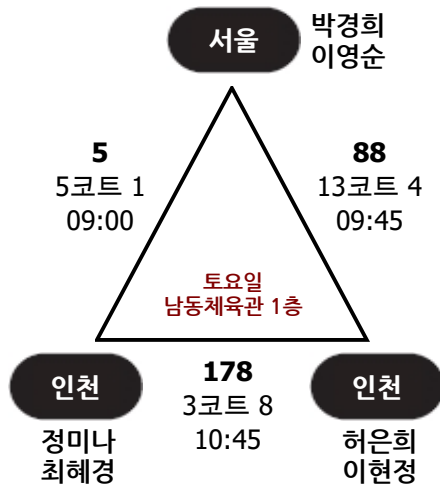 서울
박경희
이영순
5
5코트 1
09:00
88
13코트 4
09:45
토요일
남동체육관 1층
인천
정미나
최혜경
178
3코트 8
10:45
인천
허은희
이현정